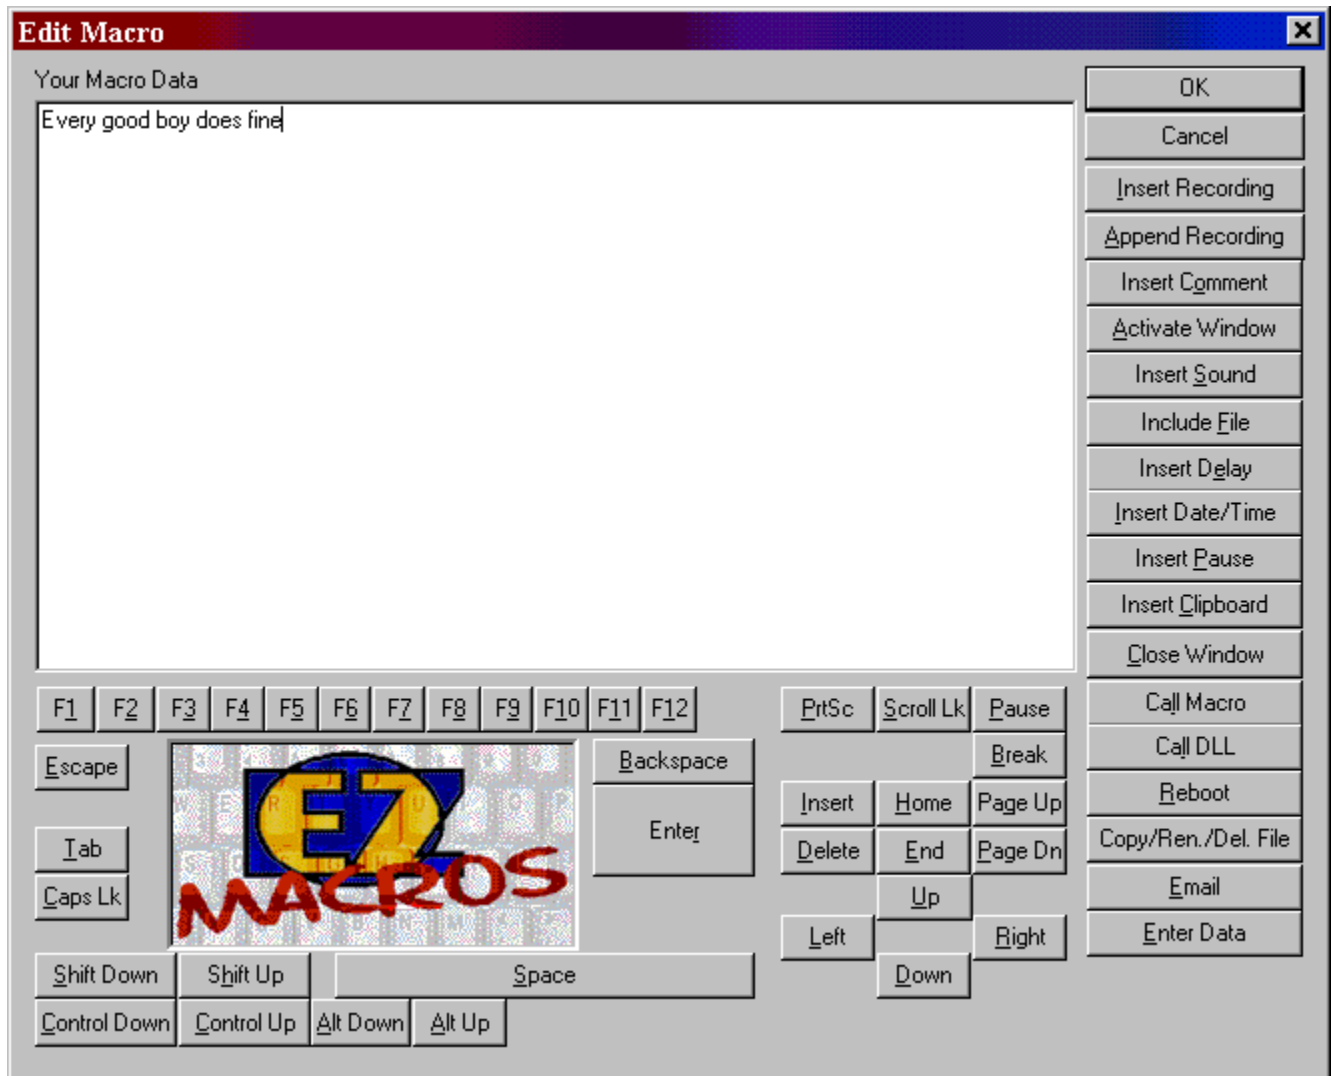 Edit Macro
Your Macro Data
Every good boy does fine
OK
Cancel
Insert Recording
Append Recording
Insert Comment
Activate Window
Insert Sound
Include File
Insert Delay
Insert Date/Time
Insert Pause
Insert Clipboard
Close Window
Call Macro
Call DLL
Reboot
Copy/Ren./Del. File
Email
Enter Data
F1 F2 F3 F4 F5 F6 F7 F8 F9 F10 F11 F12
PrtSc Scroll Lk Pause
Escape
EZ
MACROS
Backspace
Break
Enter
Insert Home Page Up
Tab
Delete End Page Dn
Caps Lk
Up
Left Right
Shift Down Shift Up Space
Down
Control Down Control Up Alt Down Alt Up